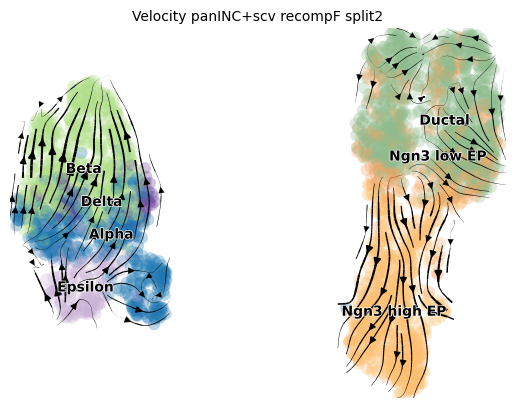 Velocity panINC+scv recompF split2
Ductal
Ngn3 low EP
Beta
Delta
Alpha
Epsilon
Ngn3 high EP